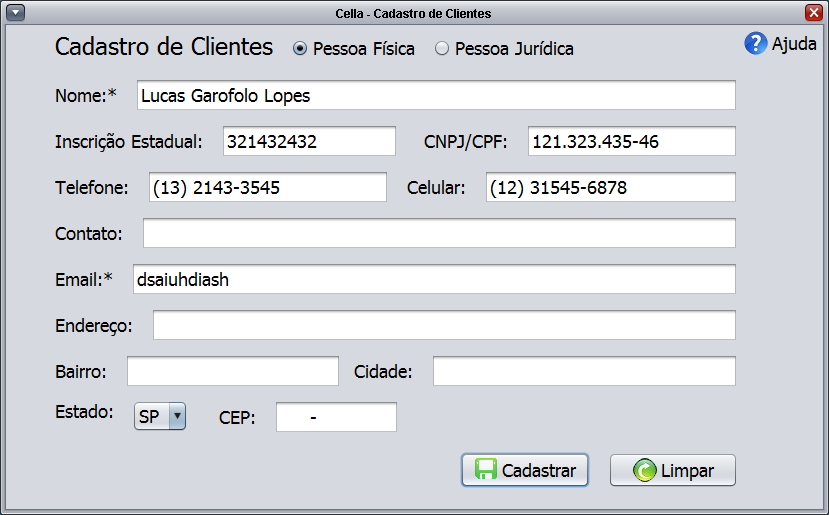 Cella - Cadastro de Clientes
Cadastro de Clientes Pessoa Física Pessoa Jurídica Ajuda
Nome:* Lucas Garofolo Lopes
Inscrição Estadual: 321432432 CNPJ/CPF: 121.323.435-46
Telefone: (13) 2143-3545 Celular: (12) 31545-6878
Contato:
Email:* dsaiuhdiash
Endereço:
Bairro: Cidade:
Estado: SP CEP: -
Cadastrar Limpar